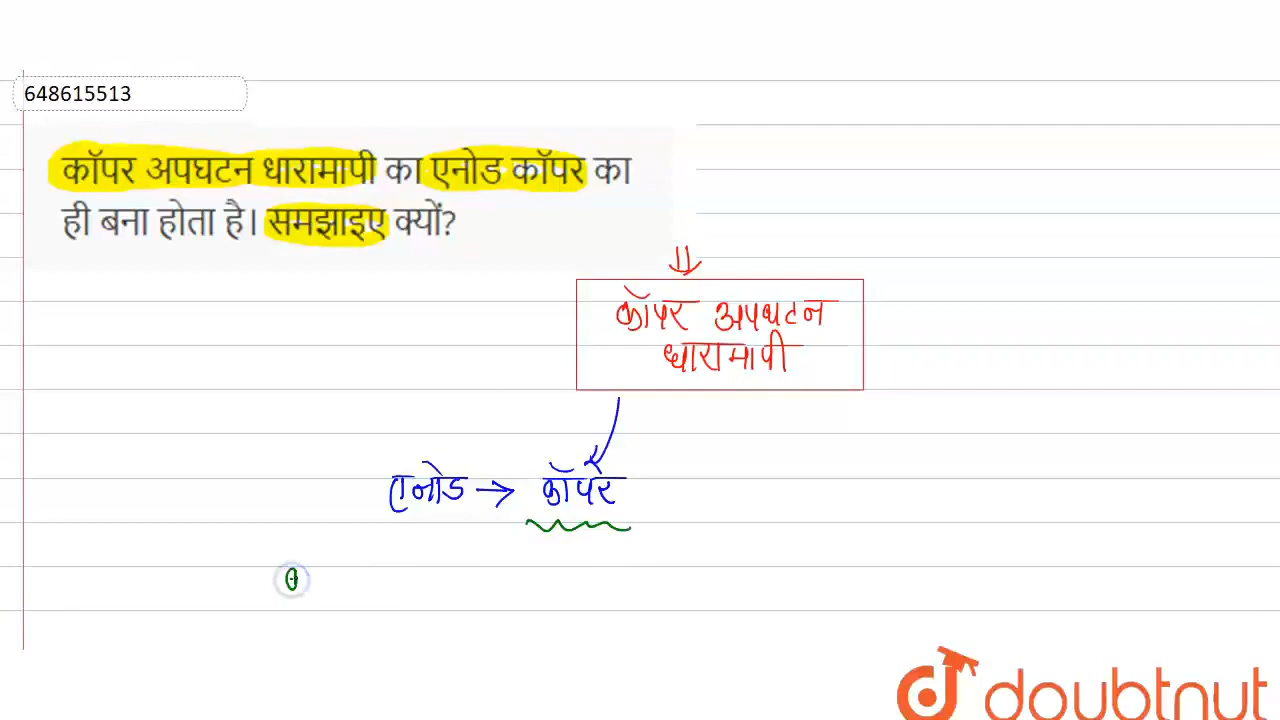 648615513
कॉपर अपघटन धारामापी का एनोड कॉपर का
ही बना होता है। समझाइए क्यों?
कॉपर अपघटन
धारामापी
एनोड → कॉपर
doubtnut